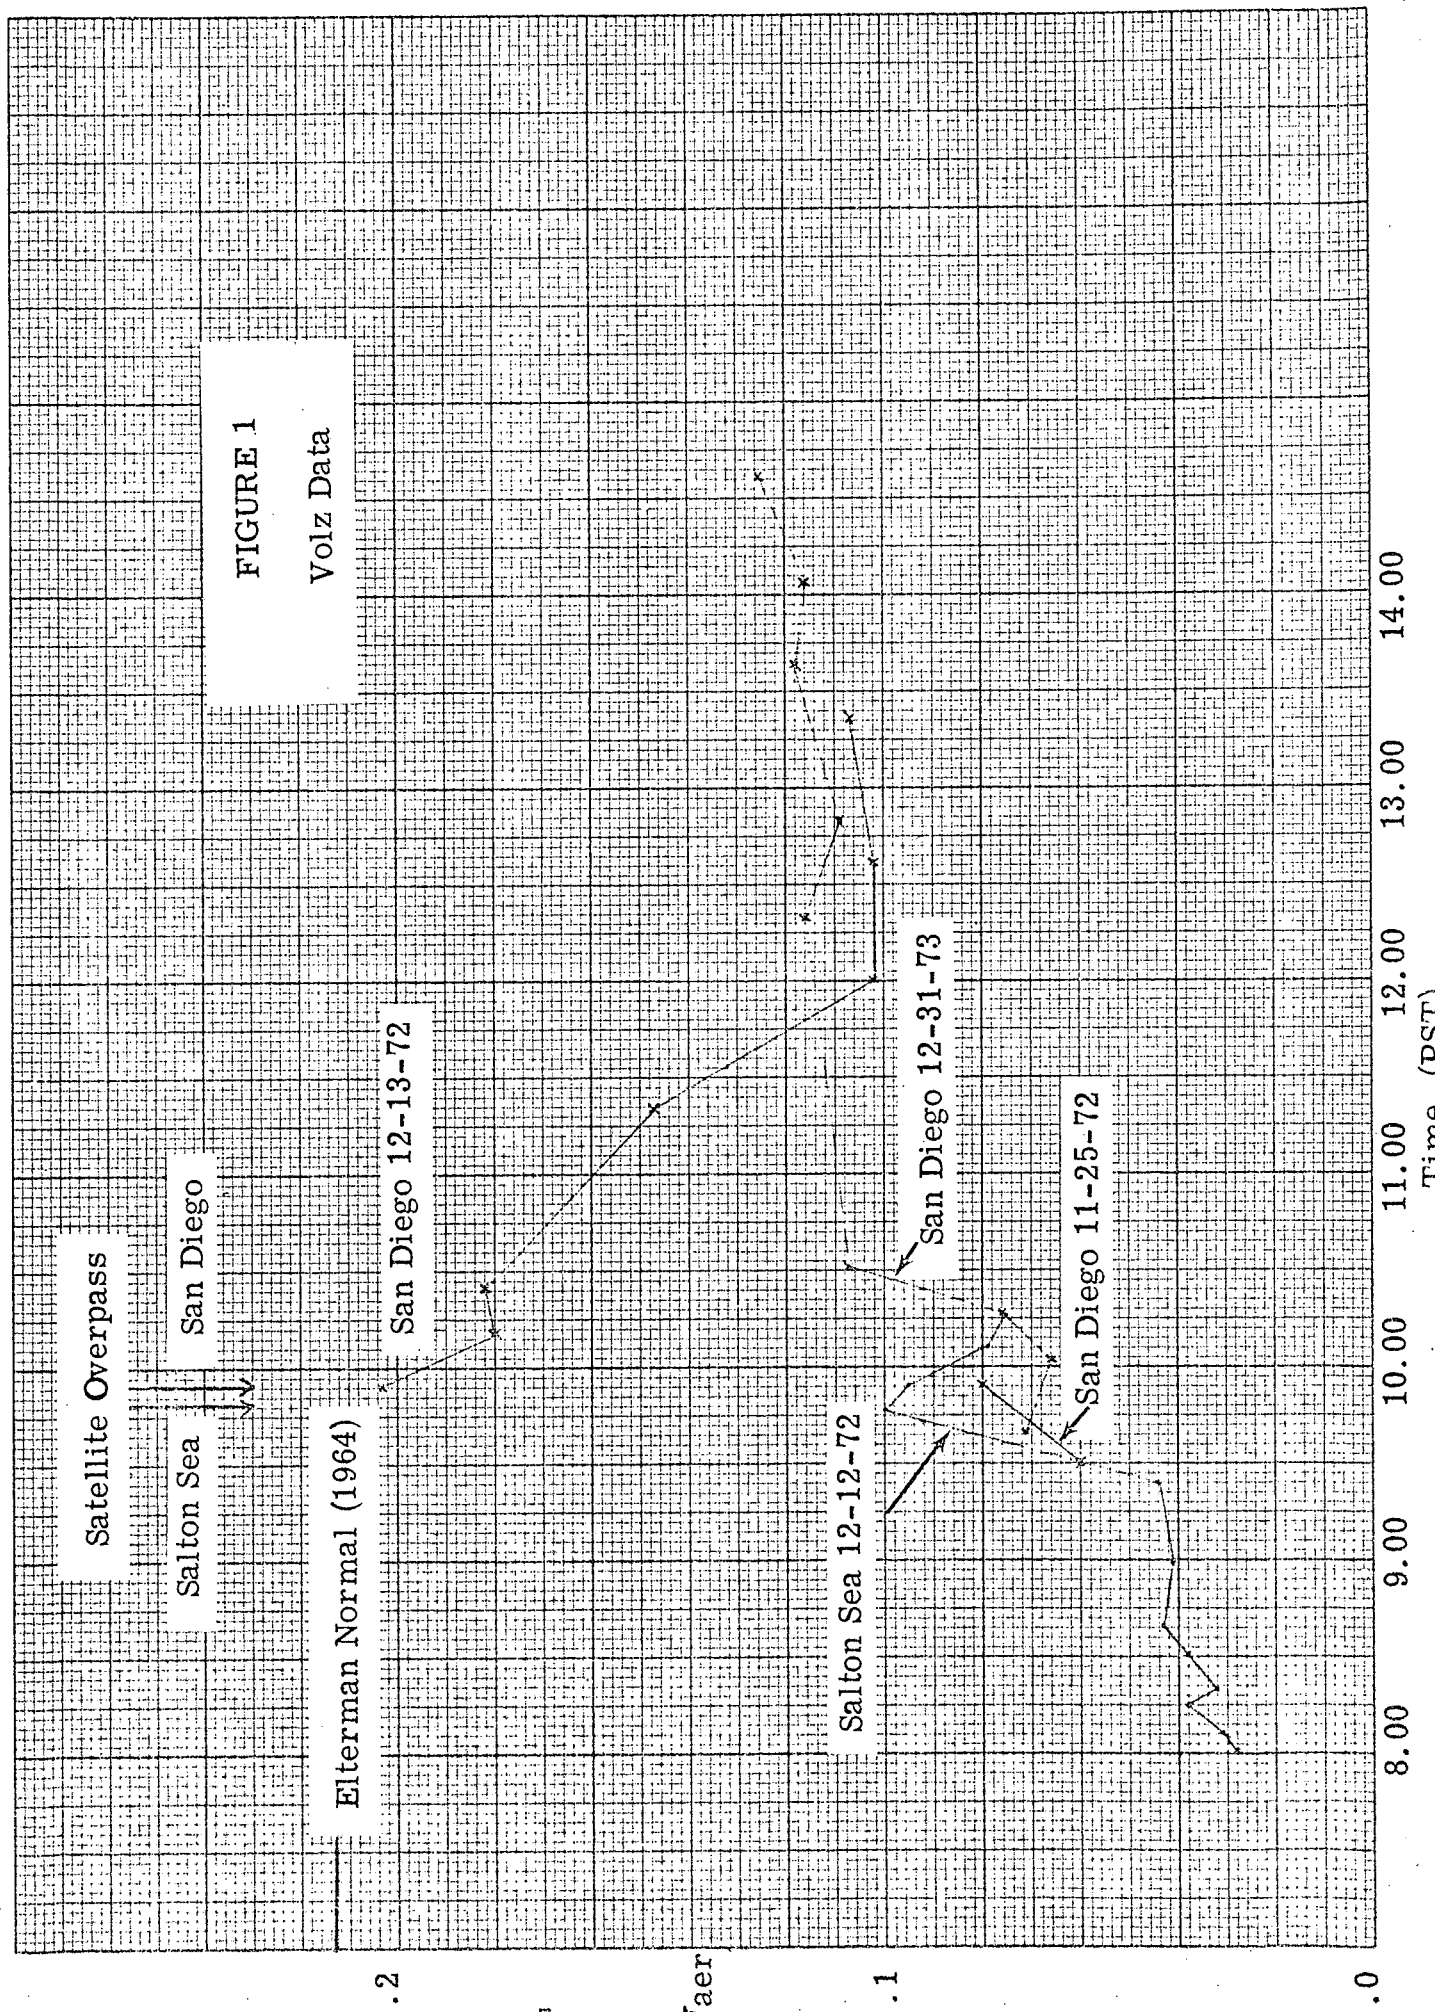 FIGURE 1
Volz Data
Satellite Overpass
Salton Sea
San Diego
Elterman Normal (1964)
San Diego 12-13-72
Salton Sea 12-12-72
San Diego 12-31-73
San Diego 11-25-72
.2
aer
.1
.0
8.00
9.00
10.00
11.00
12.00
13.00
14.00
Time (PST)